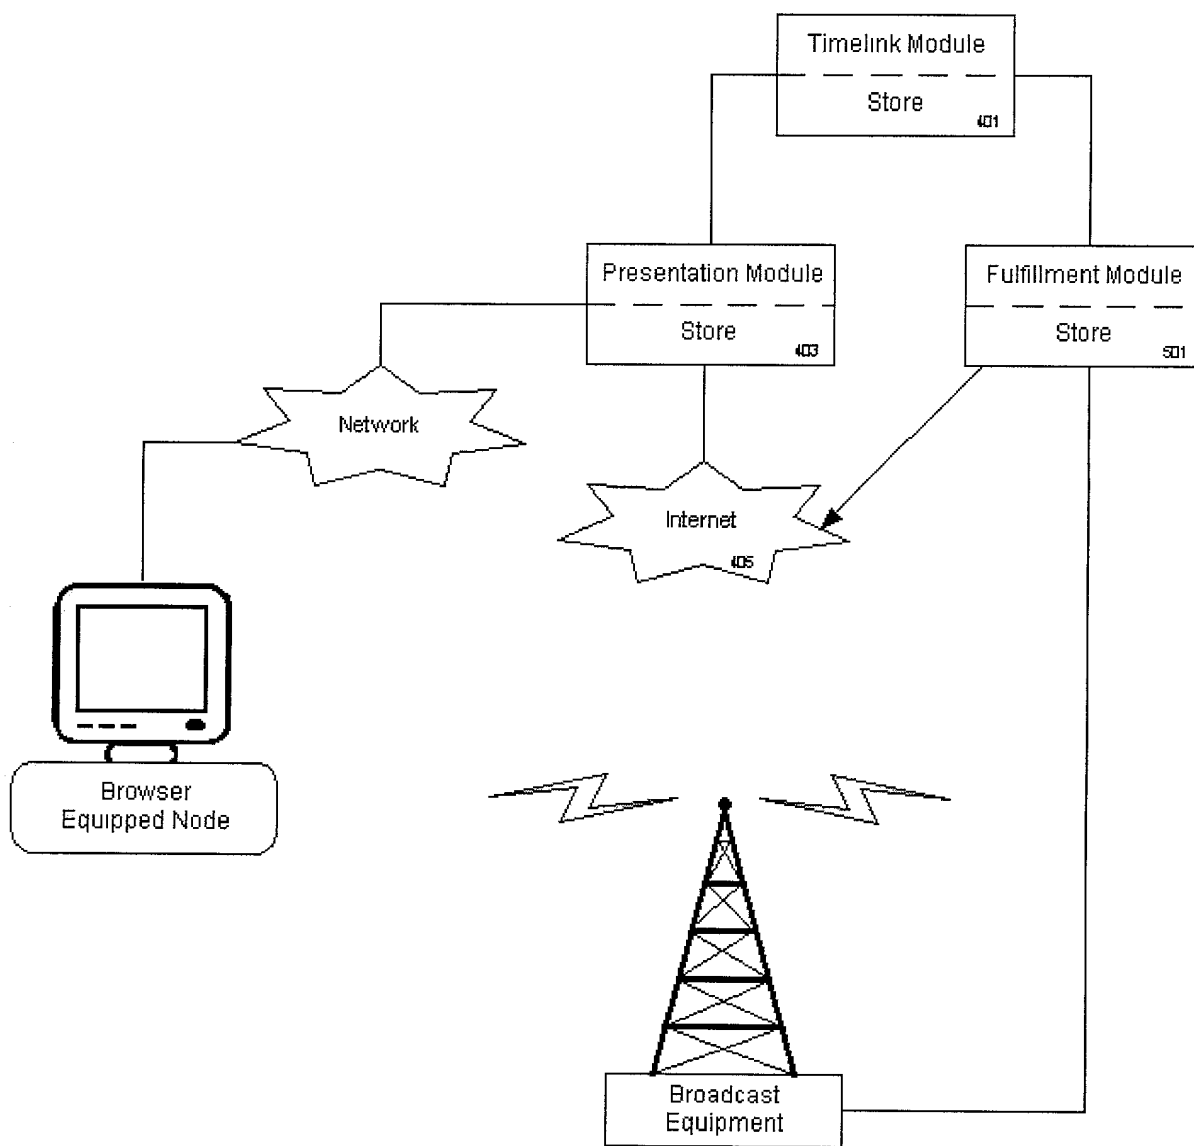 Timelink Module
Store
401
Presentation Module
Store
403
Fulfillment Module
Store
501
Network
Internet
405
Browser
Equipped Node
Broadcast
Equipment